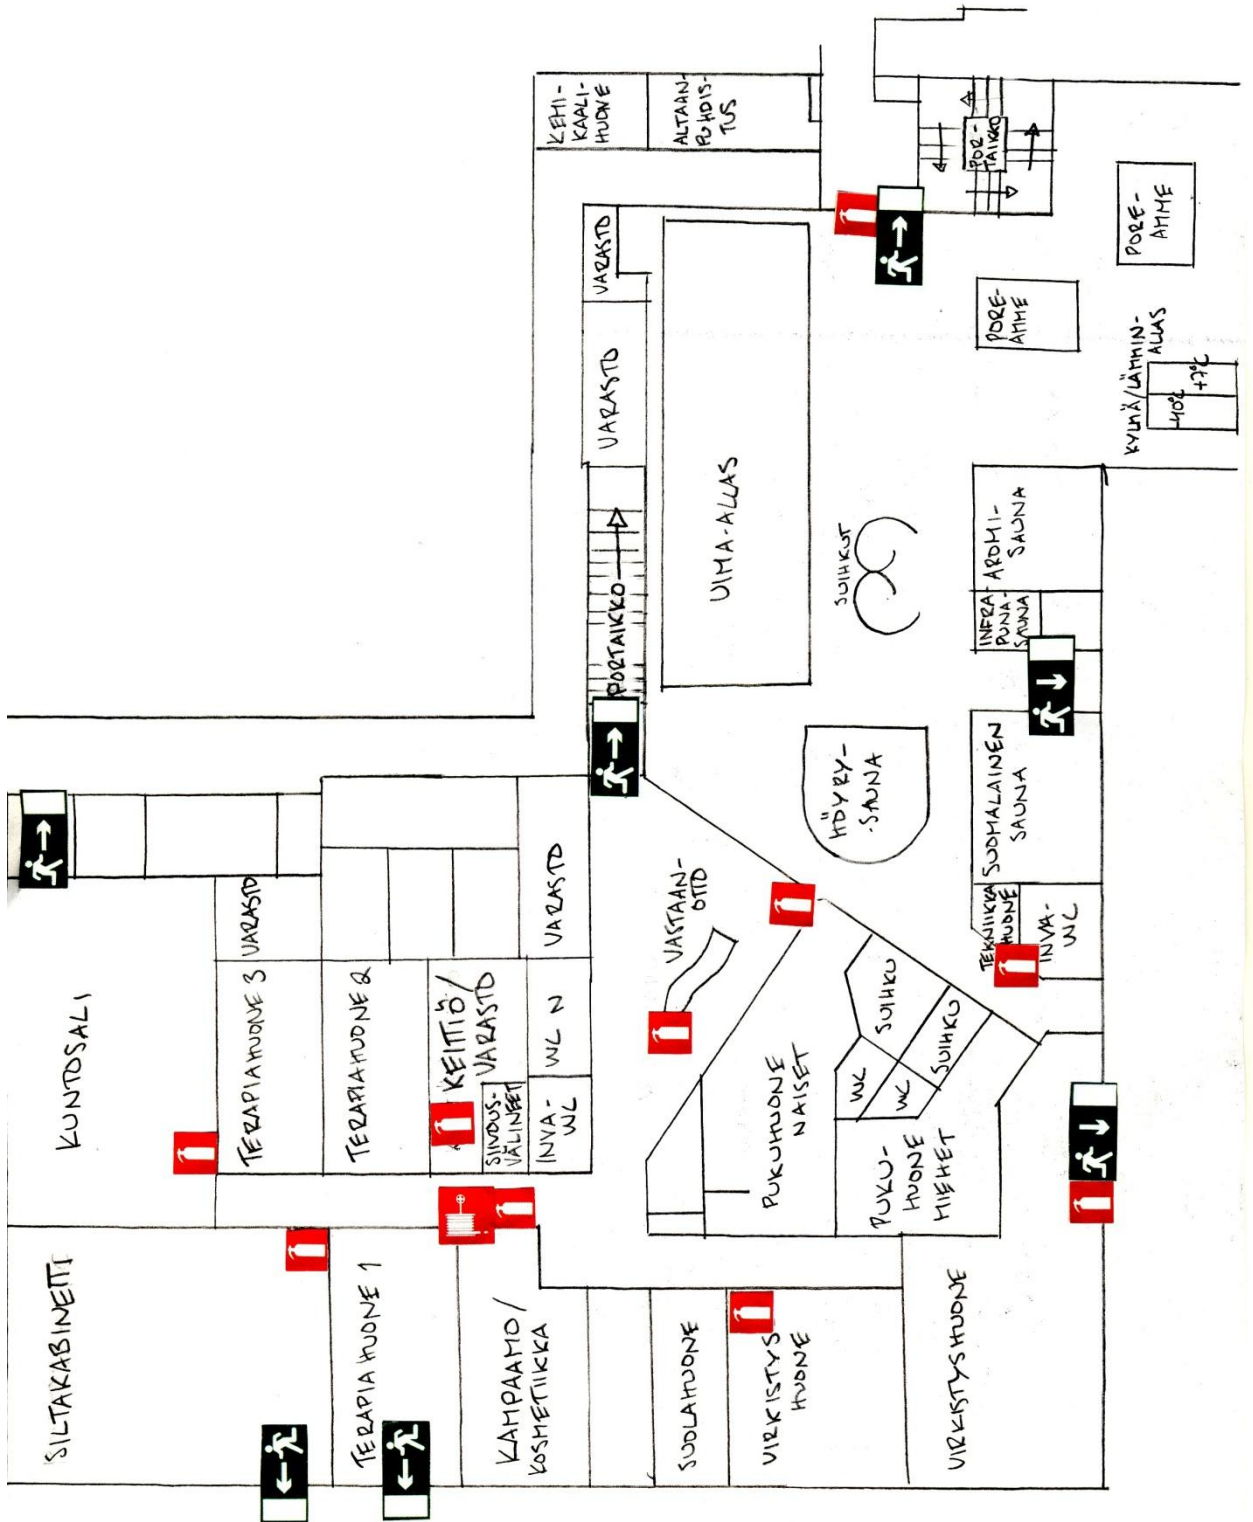 KEMI-
KAALI-
HUONE
ALTAAN-
PUHDIS-
TUS
POR-
TAIKKO
PORE-
AMME
PORE-
AMME
KYLMÄ/LÄMMIN-
ALLAS
40°C
+7°C
VARASTO
VARASTO
PORTAIKKO
UIMA-ALLAS
SUIHKUT
AROMI-
SAUNA
INFRA-
PUNA-
SAUNA
SUOMALAINEN
SAUNA
TEKNIIKKA
HUONE
INVA-
WC
HÖYRY-
-SAUNA
VASTAAN-
OTTO
KUNTOSALI
VARASTO
TERAPIAHUONE 3
TERAPIAHUONE 2
VARASTO
KEITTIÖ/
VARASTO
SIIVOUS-
VÄLINEET
WC N
INVA-
WC
SUIHKU
SUIHKU
WC
WC
PUKUHUONE
NAISET
PUKU-
HUONE
MIEHET
SILTAKABINETTI
TERAPIAHUONE 1
KAMPAAMO/
KOSMETIIKKA
SUOLAHUONE
VIRKISTYS
HUONE
VIRKISTYSHUONE